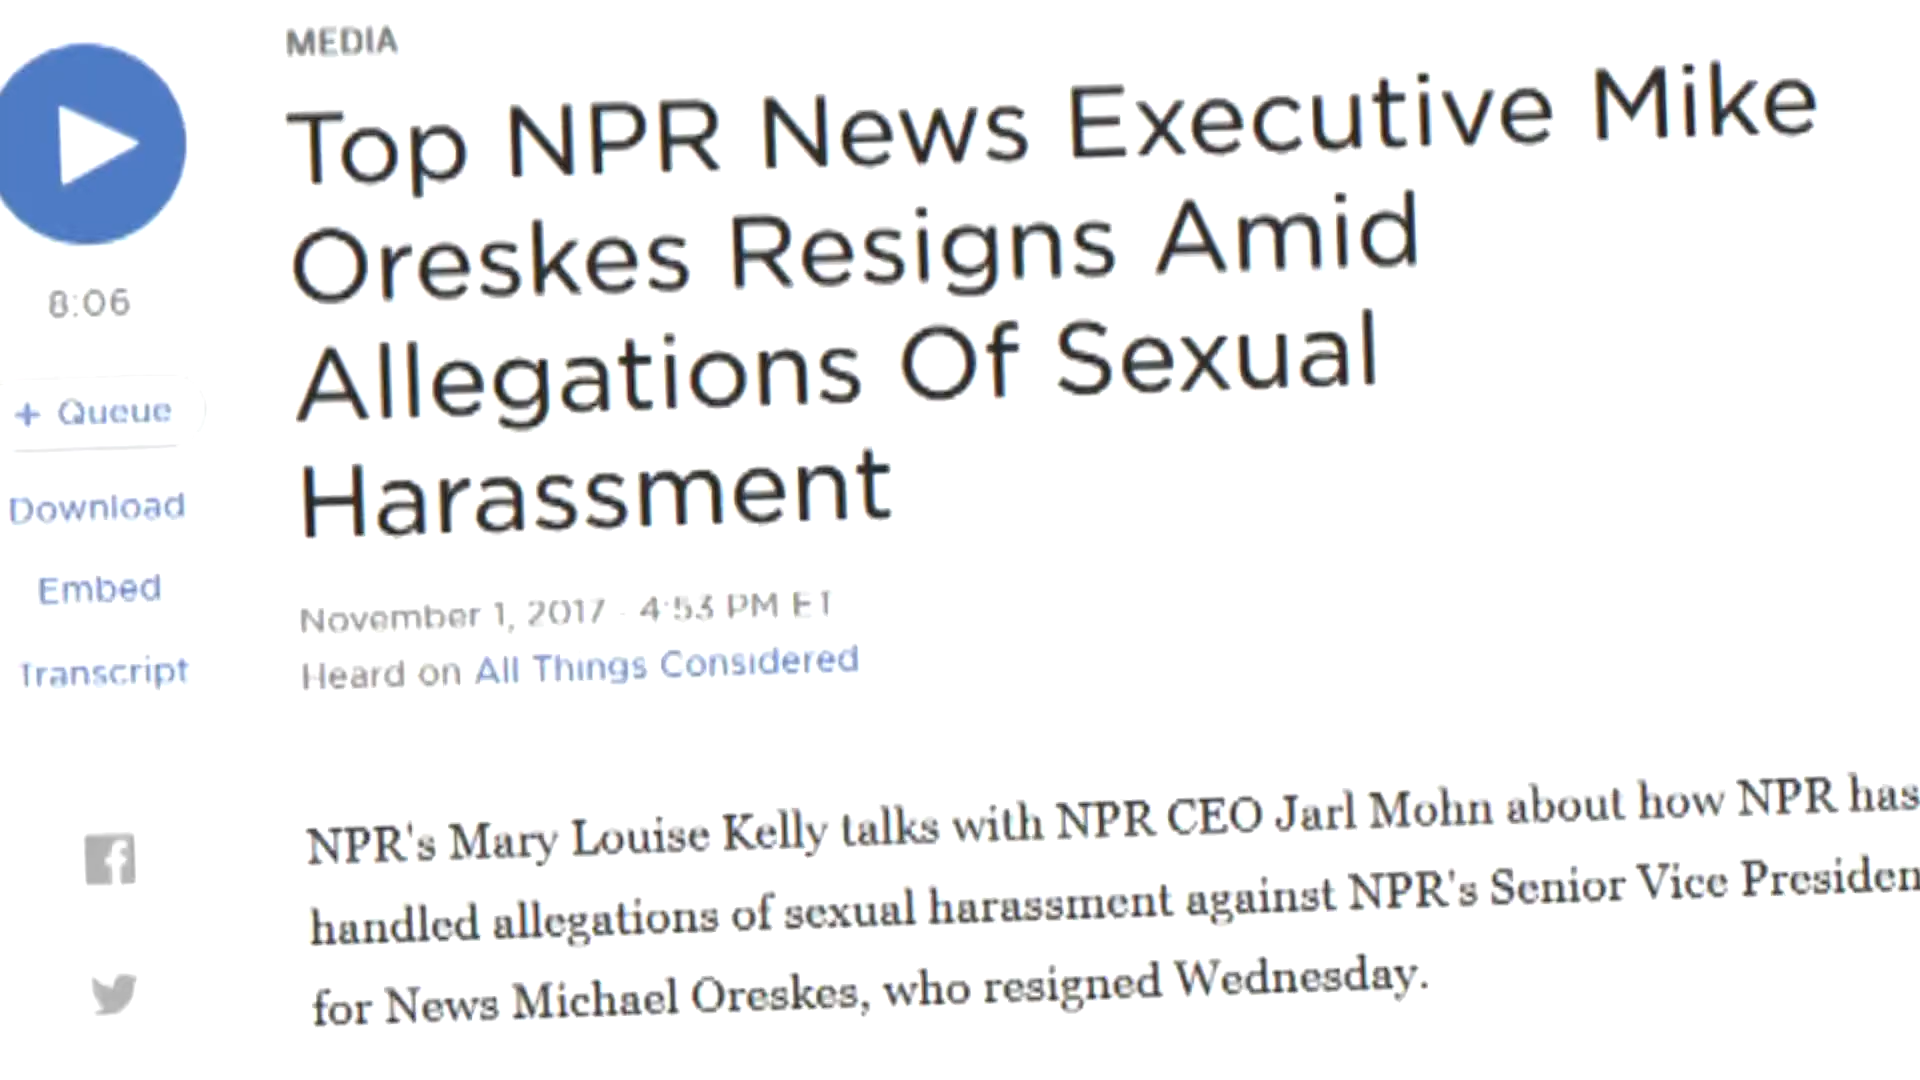 MEDIA
Top NPR News Executive Mike
Oreskes Resigns Amid
Allegations Of Sexual
Harassment
8:06
+ Queue
Download
Embed
Transcript
November 1, 2017 · 4:53 PM ET
Heard on All Things Considered
NPR's Mary Louise Kelly talks with NPR CEO Jarl Mohn about how NPR has
handled allegations of sexual harassment against NPR's Senior Vice Presiden
for News Michael Oreskes, who resigned Wednesday.